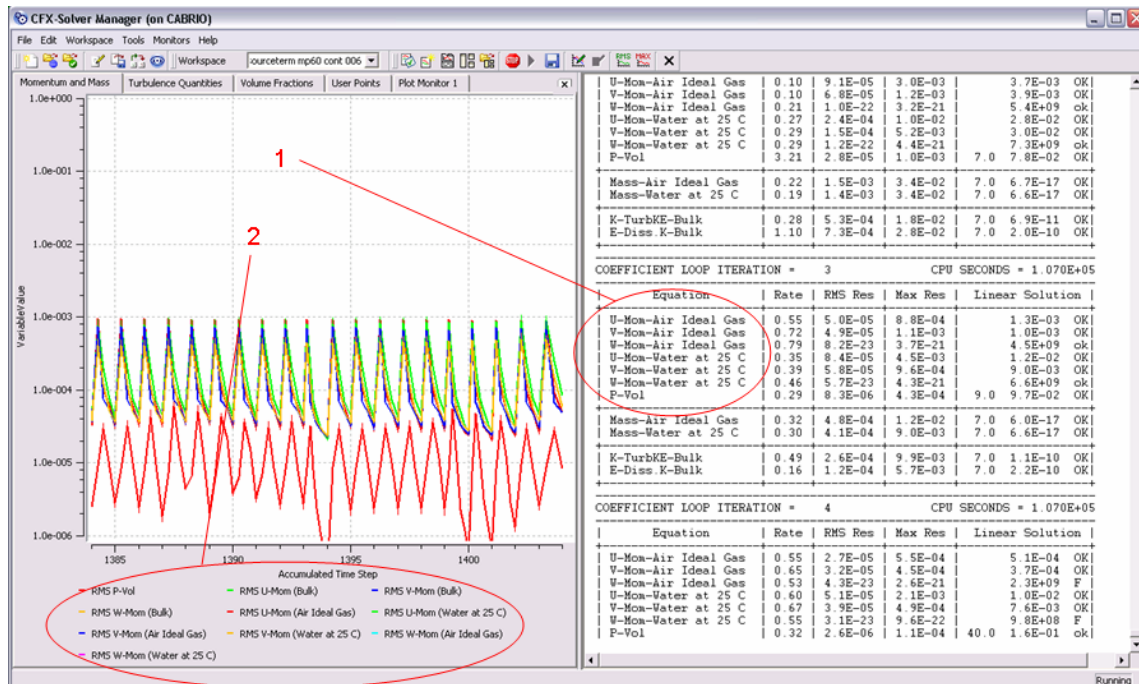 CFX-Solver Manager (on CABRIO)
File Edit Workspace Tools Monitors Help
Workspace ourceterm mp60 cont 006 RMS MAX
Momentum and Mass Turbulence Quantities Volume Fractions User Points Plot Monitor 1
1.0e+000
1.0e-001
1.0e-002
1.0e-003
1.0e-004
1.0e-005
1.0e-006
VariableValue
1385 1390 1395 1400
Accumulated Time Step
RMS P-Vol RMS U-Mom (Bulk) RMS V-Mom (Bulk)
RMS W-Mom (Bulk) RMS U-Mom (Air Ideal Gas) RMS U-Mom (Water at 25 C)
RMS V-Mom (Air Ideal Gas) RMS V-Mom (Water at 25 C) RMS W-Mom (Air Ideal Gas)
RMS W-Mom (Water at 25 C)
1
2
| U-Mom-Air Ideal Gas | 0.10 | 9.1E-05 | 3.0E-03 | 3.7E-03 OK|
| V-Mom-Air Ideal Gas | 0.10 | 6.8E-05 | 1.2E-03 | 3.9E-03 OK|
| W-Mom-Air Ideal Gas | 0.21 | 1.0E-22 | 3.2E-21 | 5.4E+09 ok|
| U-Mom-Water at 25 C | 0.27 | 2.4E-04 | 1.0E-02 | 2.8E-02 OK|
| V-Mom-Water at 25 C | 0.29 | 1.5E-04 | 5.2E-03 | 3.0E-02 OK|
| W-Mom-Water at 25 C | 0.29 | 1.2E-22 | 4.4E-21 | 7.3E+09 ok|
| P-Vol | 3.21 | 2.8E-05 | 1.0E-03 | 7.0 7.8E-02 OK|
| Mass-Air Ideal Gas | 0.22 | 1.5E-03 | 3.4E-02 | 7.0 6.7E-17 OK|
| Mass-Water at 25 C | 0.19 | 1.4E-03 | 3.4E-02 | 7.0 6.6E-17 OK|
| K-TurbKE-Bulk | 0.28 | 5.3E-04 | 1.8E-02 | 7.0 6.9E-11 OK|
| E-Diss.K-Bulk | 1.10 | 7.3E-04 | 2.8E-02 | 7.0 2.0E-10 OK|
COEFFICIENT LOOP ITERATION = 3 CPU SECONDS = 1.070E+05
| Equation | Rate | RMS Res | Max Res | Linear Solution |
| U-Mom-Air Ideal Gas | 0.55 | 5.0E-05 | 8.8E-04 | 1.3E-03 OK|
| V-Mom-Air Ideal Gas | 0.72 | 4.9E-05 | 1.1E-03 | 1.0E-03 OK|
| W-Mom-Air Ideal Gas | 0.79 | 8.2E-23 | 3.7E-21 | 4.5E+09 ok|
| U-Mom-Water at 25 C | 0.35 | 8.4E-05 | 4.5E-03 | 1.2E-02 OK|
| V-Mom-Water at 25 C | 0.39 | 5.8E-05 | 9.6E-04 | 9.0E-03 OK|
| W-Mom-Water at 25 C | 0.46 | 5.7E-23 | 4.3E-21 | 6.6E+09 ok|
| P-Vol | 0.29 | 8.3E-06 | 4.3E-04 | 9.0 9.7E-02 OK|
| Mass-Air Ideal Gas | 0.32 | 4.8E-04 | 1.2E-02 | 7.0 6.0E-17 OK|
| Mass-Water at 25 C | 0.30 | 4.1E-04 | 9.0E-03 | 7.0 6.6E-17 OK|
| K-TurbKE-Bulk | 0.49 | 2.6E-04 | 9.9E-03 | 7.0 1.1E-10 OK|
| E-Diss.K-Bulk | 0.16 | 1.2E-04 | 5.7E-03 | 7.0 2.2E-10 OK|
COEFFICIENT LOOP ITERATION = 4 CPU SECONDS = 1.070E+05
| Equation | Rate | RMS Res | Max Res | Linear Solution |
| U-Mom-Air Ideal Gas | 0.55 | 2.7E-05 | 5.5E-04 | 5.1E-04 OK|
| V-Mom-Air Ideal Gas | 0.65 | 3.2E-05 | 4.5E-04 | 3.7E-04 OK|
| W-Mom-Air Ideal Gas | 0.53 | 4.3E-23 | 2.6E-21 | 2.3E+09 F |
| U-Mom-Water at 25 C | 0.60 | 5.1E-05 | 2.1E-03 | 1.0E-02 OK|
| V-Mom-Water at 25 C | 0.67 | 3.9E-05 | 4.9E-04 | 7.6E-03 OK|
| W-Mom-Water at 25 C | 0.55 | 3.1E-23 | 9.6E-22 | 9.8E+08 F |
| P-Vol | 0.32 | 2.6E-06 | 1.1E-04 | 40.0 1.6E-01 ok|
Running